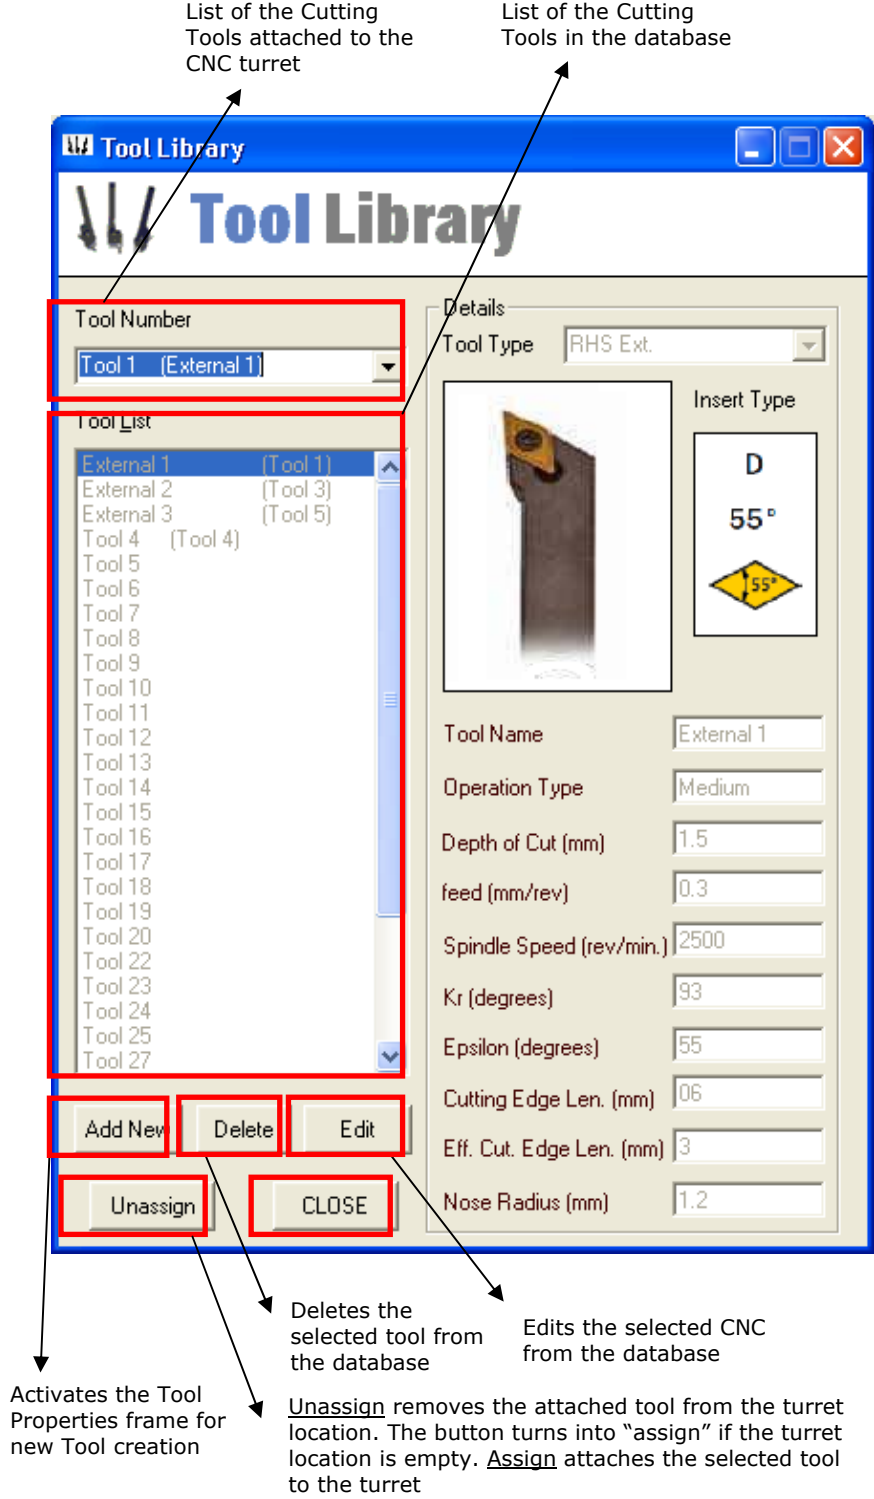 List of the Cutting
Tools attached to the
CNC turret
List of the Cutting
Tools in the database
Tool Library
Tool Library
Tool Number
Tool 1 (External 1)
Tool List
External 1 (Tool 1)
External 2 (Tool 3)
External 3 (Tool 5)
Tool 4 (Tool 4)
Tool 5
Tool 6
Tool 7
Tool 8
Tool 9
Tool 10
Tool 11
Tool 12
Tool 13
Tool 14
Tool 15
Tool 16
Tool 17
Tool 18
Tool 19
Tool 20
Tool 22
Tool 23
Tool 24
Tool 25
Tool 27
Add New Delete Edit
Unassign CLOSE
Details
Tool Type RHS Ext.
Insert Type
D
55°
55°
Tool Name External 1
Operation Type Medium
Depth of Cut (mm) 1.5
feed (mm/rev) 0.3
Spindle Speed (rev/min.) 2500
Kr (degrees) 93
Epsilon (degrees) 55
Cutting Edge Len. (mm) 06
Eff. Cut. Edge Len. (mm) 3
Nose Radius (mm) 1.2
Deletes the
selected tool from
the database
Edits the selected CNC
from the database
Activates the Tool
Properties frame for
new Tool creation
Unassign removes the attached tool from the turret
location. The button turns into “assign” if the turret
location is empty. Assign attaches the selected tool
to the turret